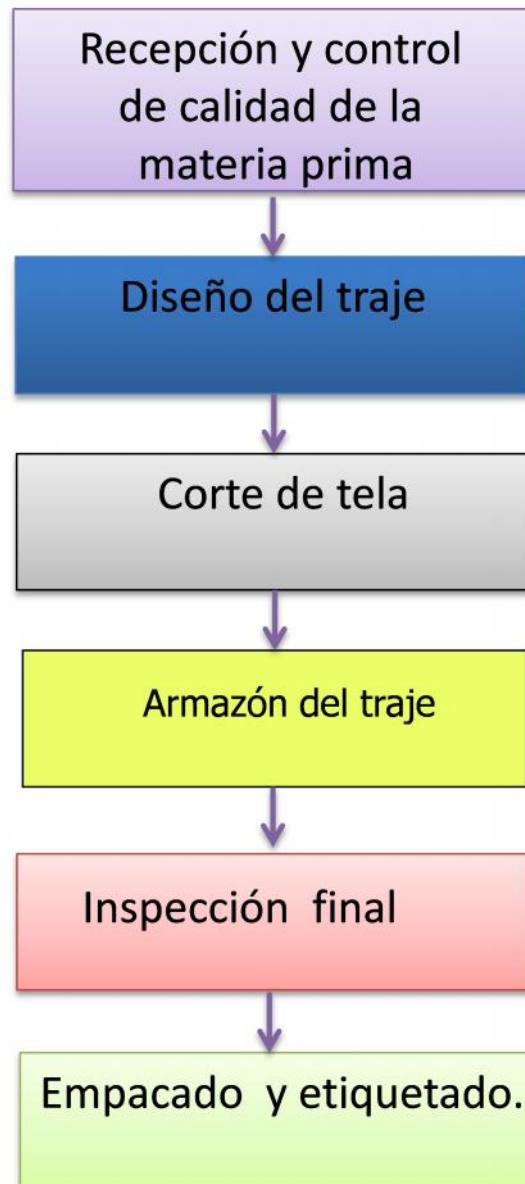 Recepción y control
de calidad de la
materia prima
Diseño del traje
Corte de tela
Armazón del traje
Inspección final
Empacado y etiquetado.